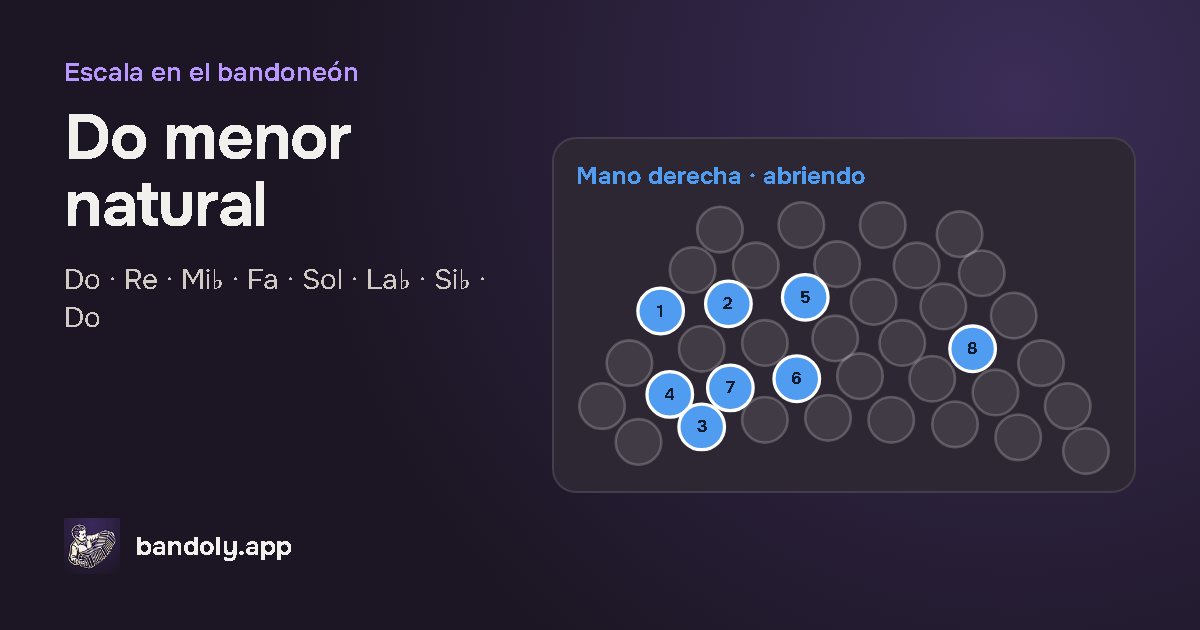 Escala en el bandoneón
Do menor
natural
Do · Re · Mi♭ · Fa · Sol · La♭ · Si♭ ·
Do
Mano derecha · abriendo
1 2 5
8
4 7 6
3
bandoly.app